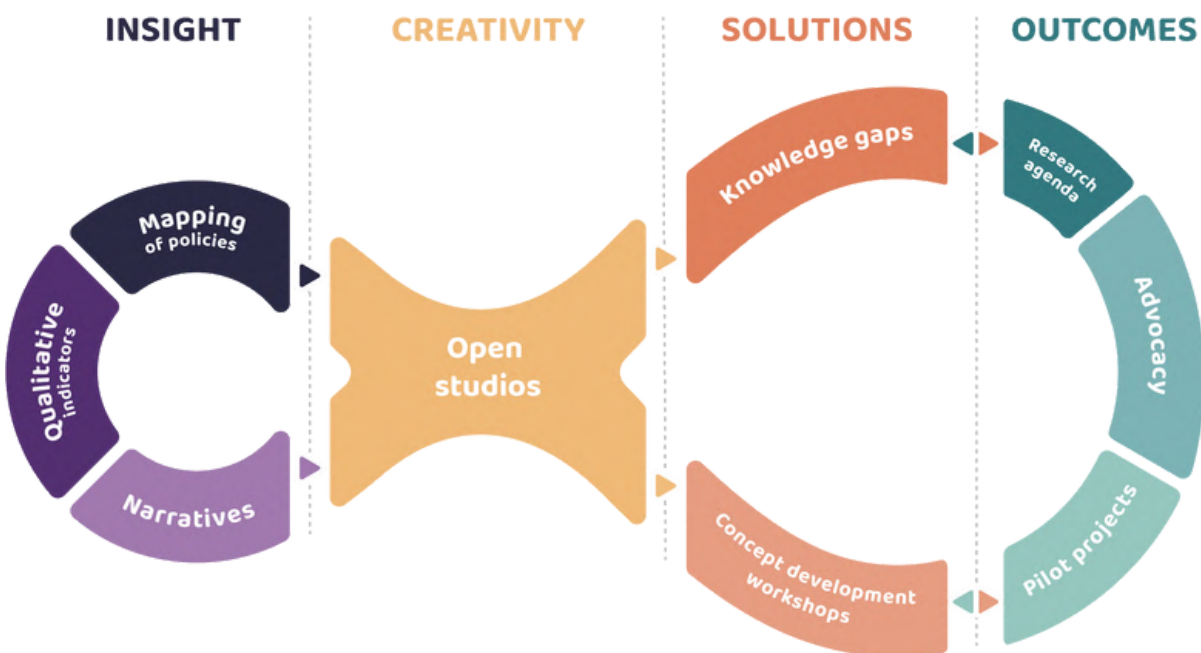 INSIGHT
CREATIVITY
SOLUTIONS
OUTCOMES
Mapping
of policies
Qualitative
indicators
Narratives
Open
studios
Knowledge gaps
Concept development
workshops
Research
agenda
Advocacy
Pilot projects